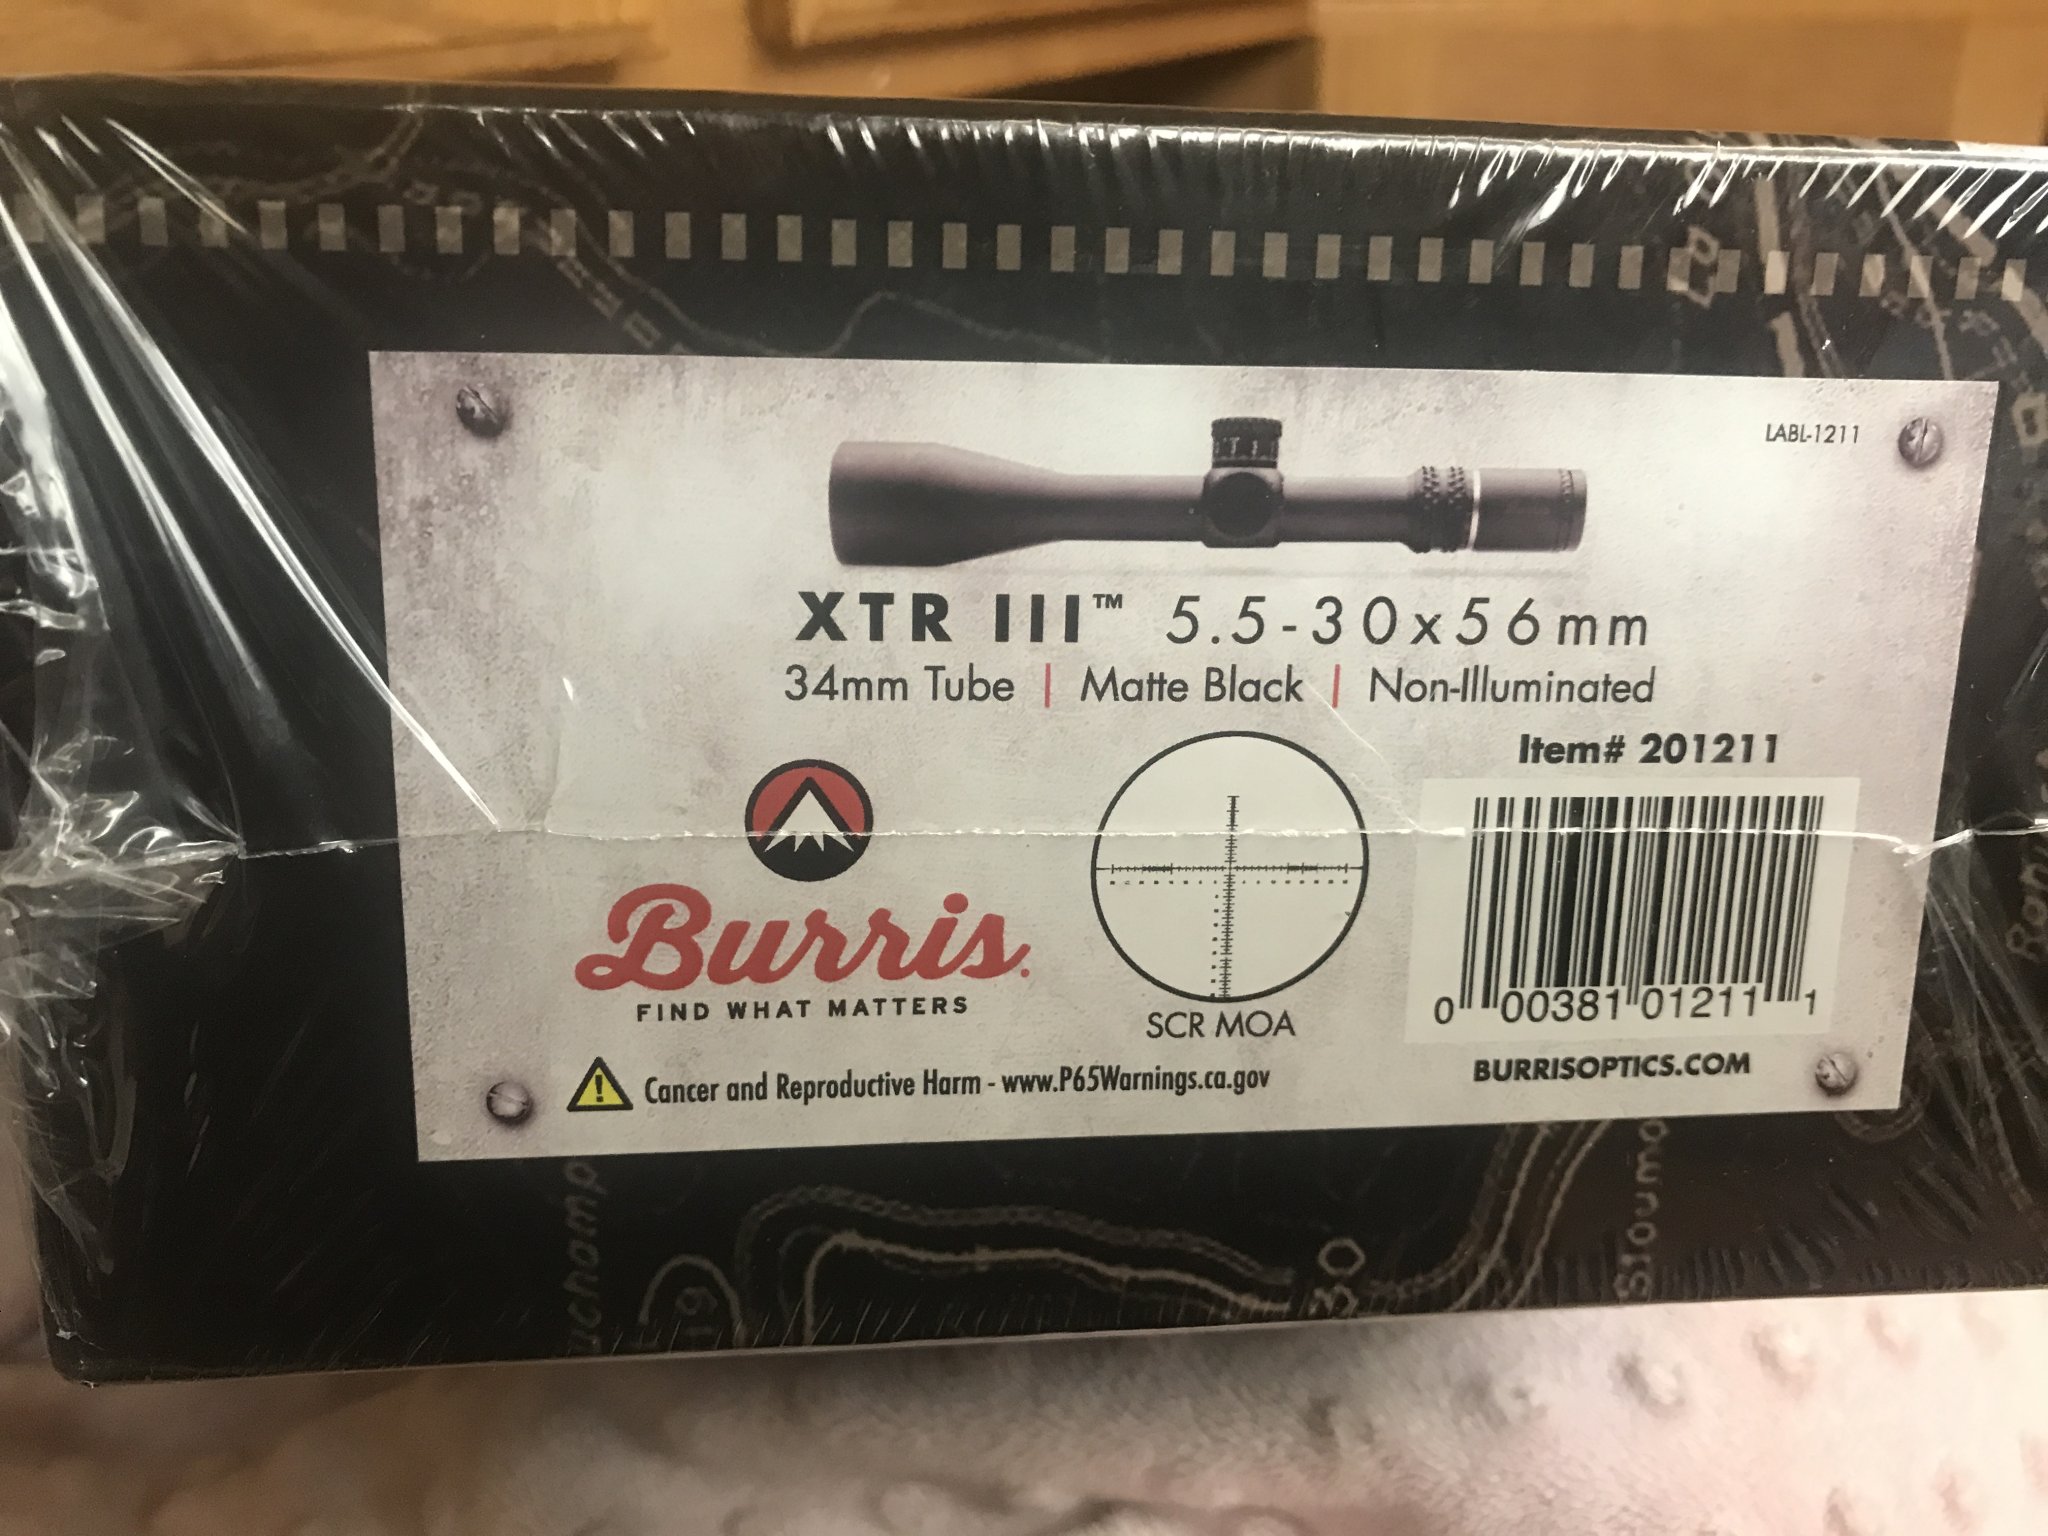 LABL-1211
XTR III™ 5.5-30x56mm
34mm Tube | Matte Black | Non-Illuminated
Item# 201211
Burris.
FIND WHAT MATTERS
SCR MOA
0 00381 01211 1
BURRISOPTICS.COM
! Cancer and Reproductive Harm - www.P65Warnings.ca.gov